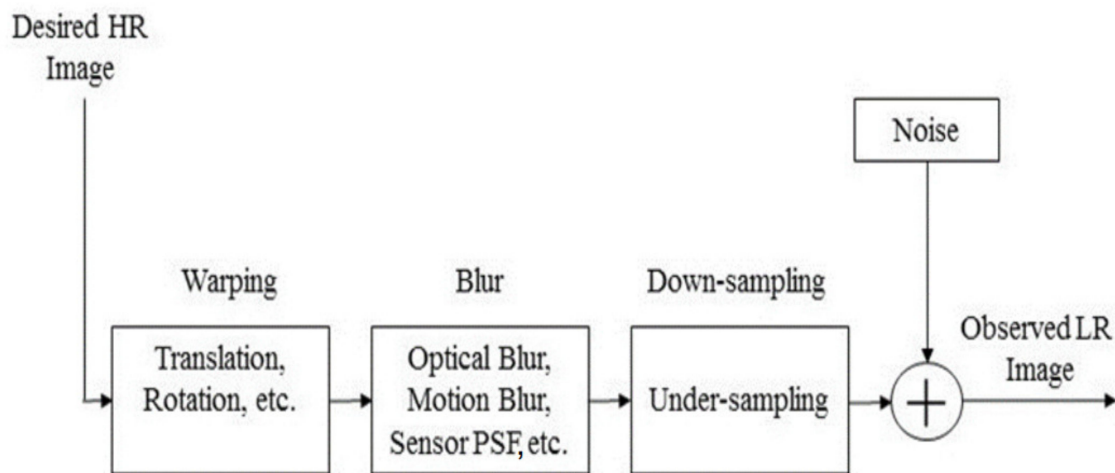 Desired HR
Image
Noise
Warping
Blur
Down-sampling
Translation,
Rotation, etc.
Optical Blur,
Motion Blur,
Sensor PSF, etc.
Under-sampling
+
Observed LR
Image